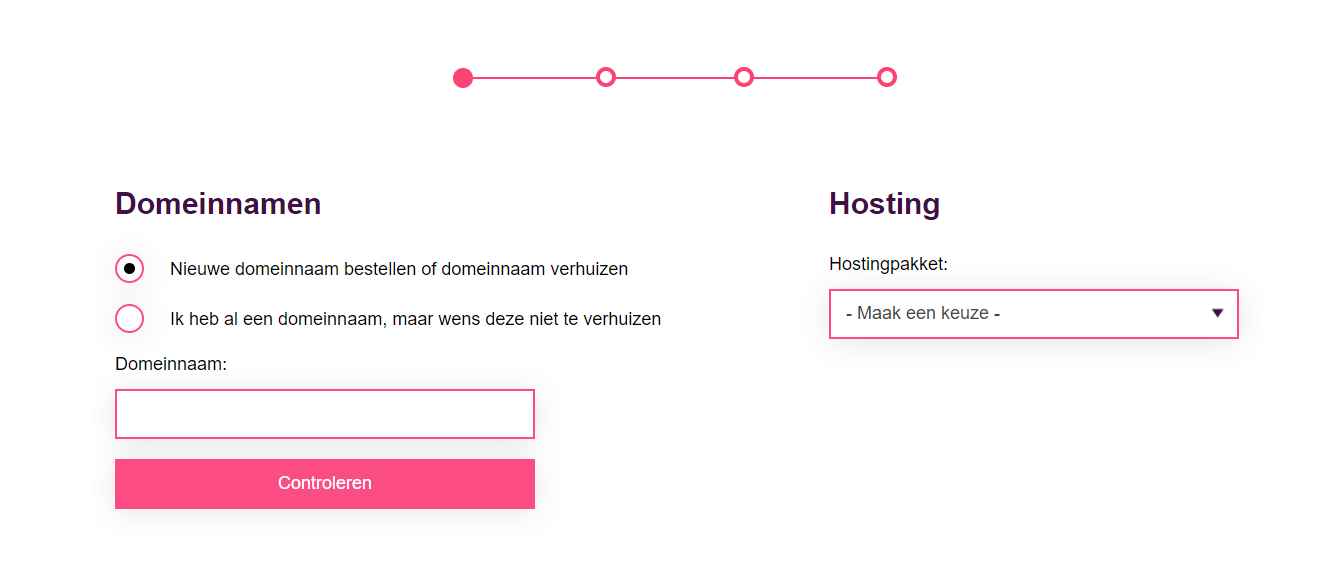 Domeinnamen
Nieuwe domeinnaam bestellen of domeinnaam verhuizen
Ik heb al een domeinnaam, maar wens deze niet te verhuizen
Domeinnaam:
Controleren
Hosting
Hostingpakket:
- Maak een keuze -